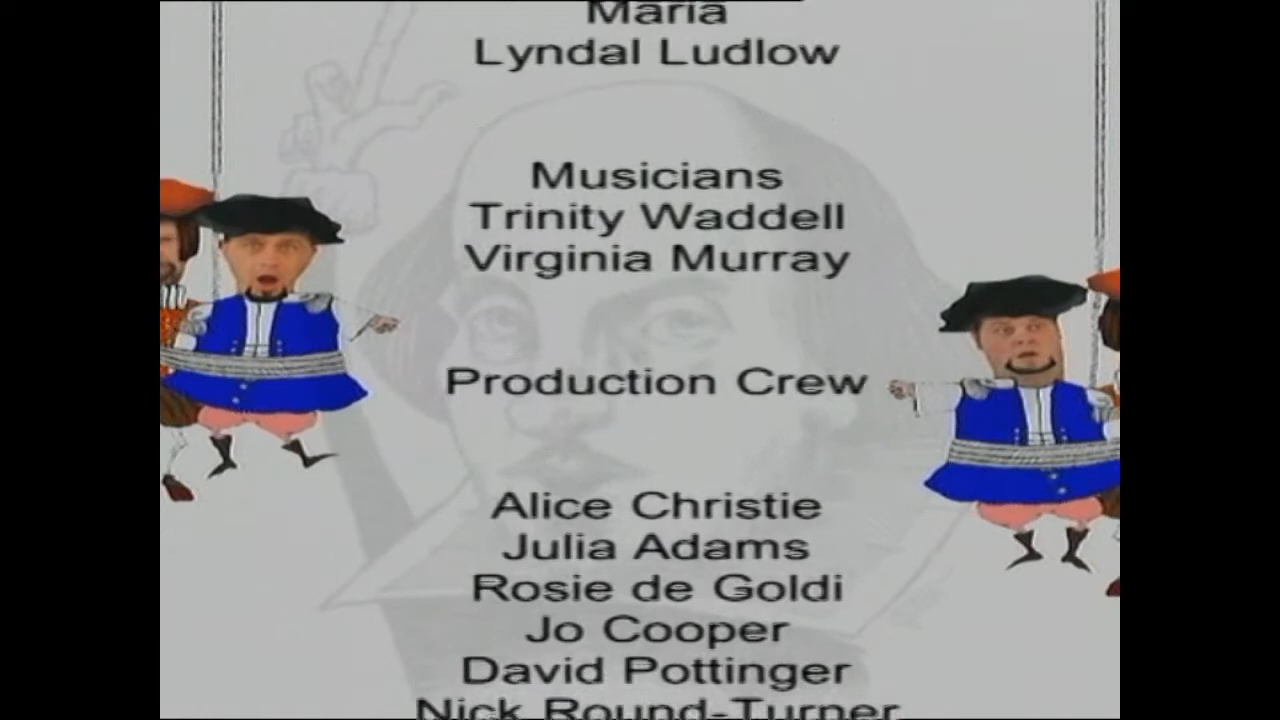 Maria
Lyndal Ludlow
Musicians
Trinity Waddell
Virginia Murray
Production Crew
Alice Christie
Julia Adams
Rosie de Goldi
Jo Cooper
David Pottinger
Nick Round-Turner